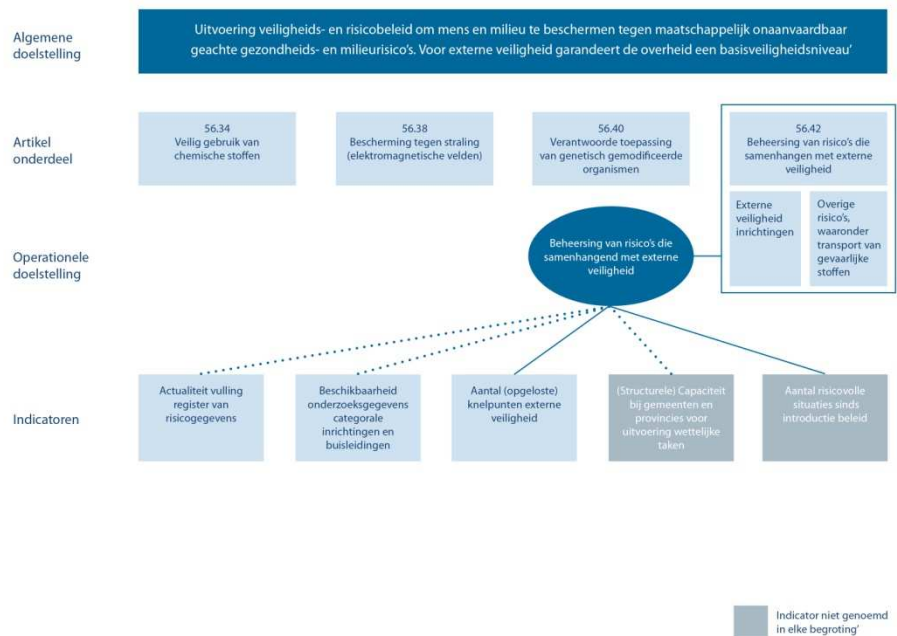 Algemene
doelstelling
Uitvoering veiligheids- en risicobeleid om mens en milieu te beschermen tegen maatschappelijk onaanvaardbaar
geachte gezondheids- en milieurisico's. Voor externe veiligheid garandeert de overheid een basisveiligheidsniveau'
Artikel
onderdeel
56.34
Veilig gebruik van
chemische stoffen
56.38
Bescherming tegen straling
(elektromagnetische velden)
56.40
Verantwoorde toepassing
van genetisch gemodificeerde
organismen
56.42
Beheersing van risico's die
samenhangen met externe
veiligheid
Externe
veiligheid
inrichtingen
Overige
risico's,
waaronder
transport van
gevaarlijke
stoffen
Operationele
doelstelling
Beheersing van risico's die
samenhangend met externe
veiligheid
Indicatoren
Actualiteit vulling
register van
risicogegevens
Beschikbaarheid
onderzoeksgegevens
categorale
inrichtingen en
buisleidingen
Aantal (opgeloste)
knelpunten externe
veiligheid
(Structurele) Capaciteit
bij gemeenten en
provincies voor
uitvoering wettelijke
taken
Aantal risicovolle
situaties sinds
introductie beleid
Indicator niet genoemd
in elke begroting'